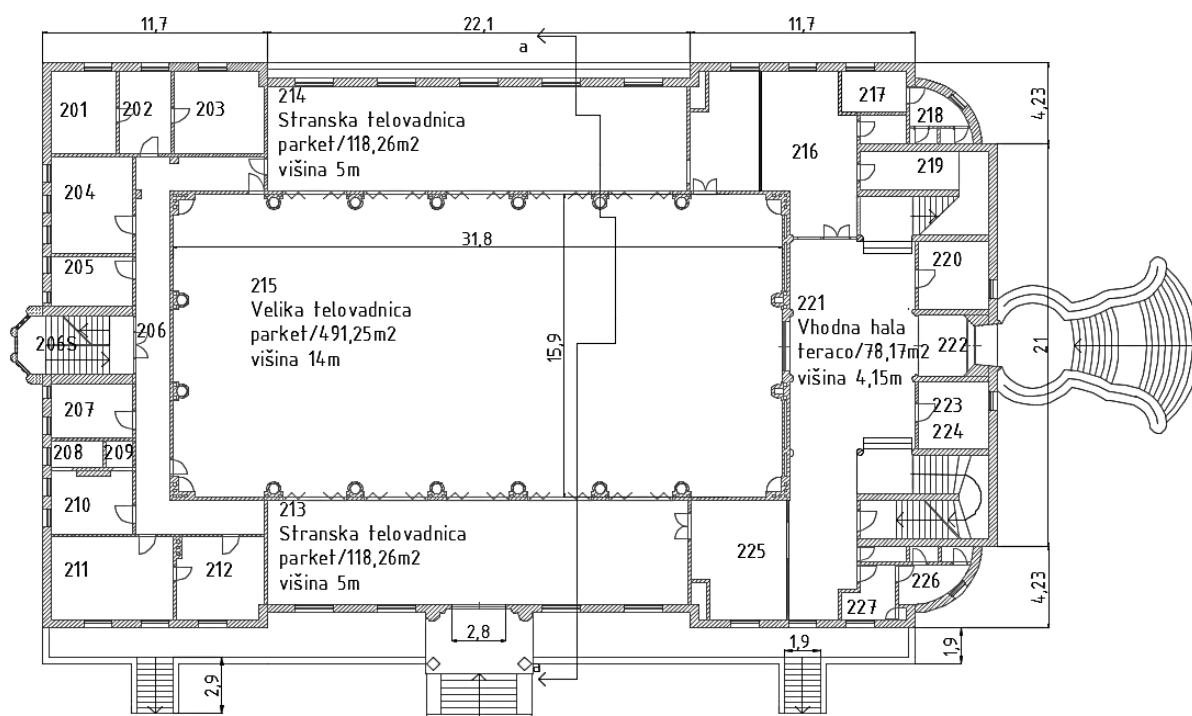 11,7
22,1
11,7
a
201
202
203
214
Stranska telovadnica
parket/118,26m2
višina 5m
217
218
4,23
216
219
204
31,8
205
215
Velika telovadnica
parket/491,25m2
višina 14m
220
206
206S
15,9
221
Vhodna hala
teraco/78,17m2
višina 4,15m
222
21
207
223
224
208
209
210
213
Stranska telovadnica
parket/118,26m2
višina 5m
225
211
212
226
227
4,23
2,8
1,9
1,9
a
2,9